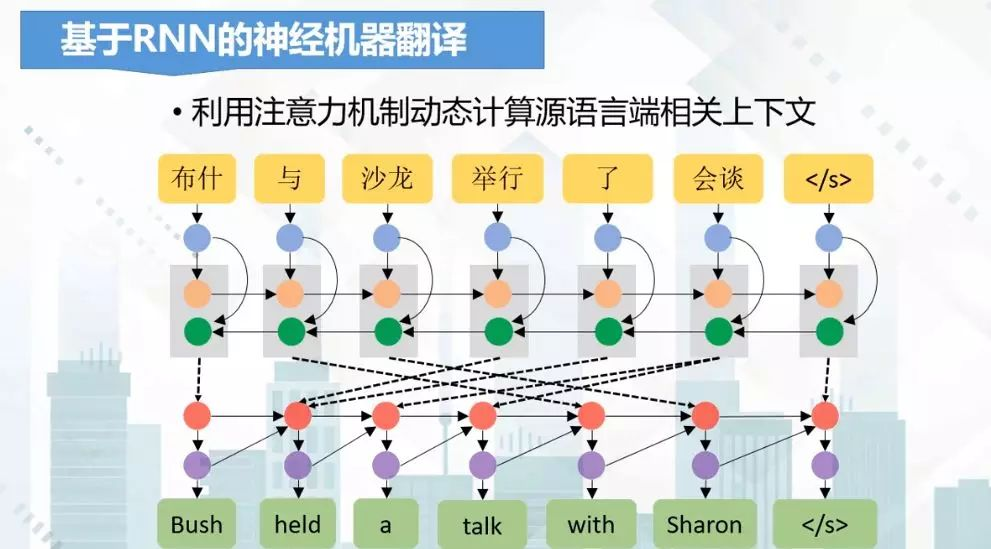 基于RNN的神经机器翻译
• 利用注意力机制动态计算源语言端相关上下文
布什 与 沙龙 举行 了 会谈 </s>
Bush held a talk with Sharon </s>